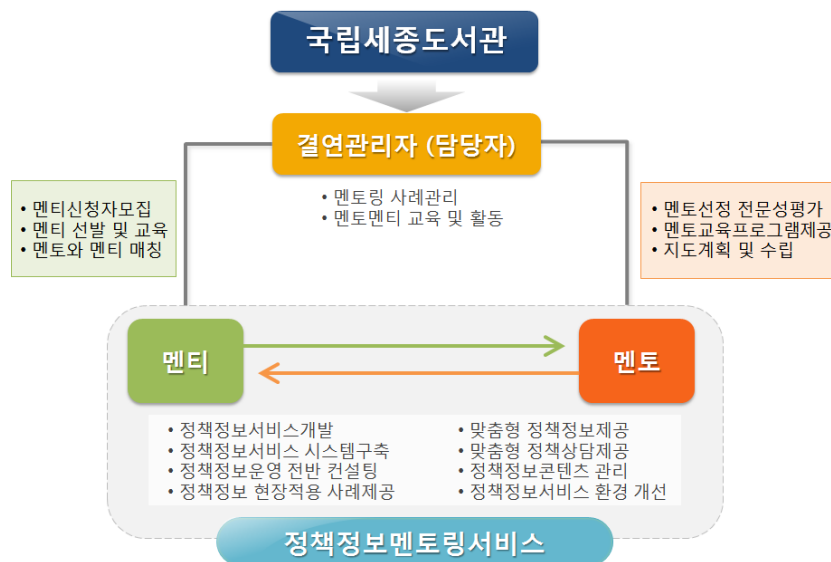 국립세종도서관
결연관리자 (담당자)
• 멘토링 사례관리
• 멘토멘티 교육 및 활동
• 멘티신청자모집
• 멘티 선발 및 교육
• 멘토와 멘티 매칭
• 멘토선정 전문성평가
• 멘토교육프로그램제공
• 지도계획 및 수립
멘티
멘토
• 정책정보서비스개발
• 정책정보서비스 시스템구축
• 정책정보운영 전반 컨설팅
• 정책정보 현장적용 사례제공
• 맞춤형 정책정보제공
• 맞춤형 정책상담제공
• 정책정보콘텐츠 관리
• 정책정보서비스 환경 개선
정책정보멘토링서비스